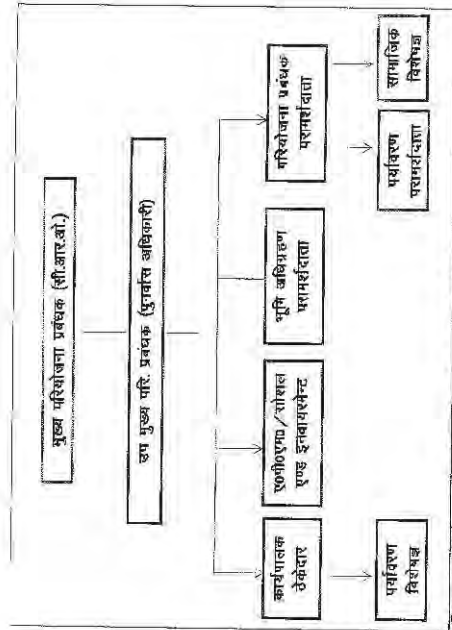 मुख्य परियोजना प्रबंधक (सी.आर.ओ.)
उप मुख्य परि. प्रबंधक (पुनर्वास अधिकारी)
कार्यपालक
ठेकेदार
ए०पी०एम०/सोशल
एण्ड इनवायरमेन्ट
भूमि अधिग्रहण
परामर्शदाता
परियोजना प्रबंधक
परामर्शदाता
पर्यावरण
विशेषज्ञ
पर्यावरण
परामर्शदाता
सामाजिक
विशेषज्ञ